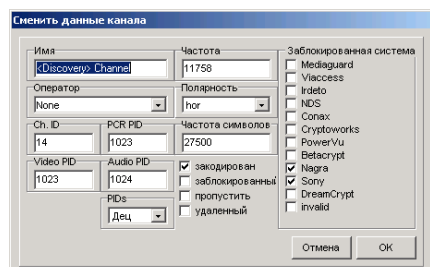 Сменить данные канала
Имя
<Discovery> Channel
Частота
11758
Заблокированная система
Mediaguard
Viaccess
Irdeto
NDS
Conax
Cryptoworks
PowerVu
Betacrypt
Nagra
Sony
DreamCrypt
invalid
Оператор
None
Полярность
hor
Ch. ID
14
PCR PID
1023
Частота символов
27500
Video PID
1023
Audio PID
1024
закодирован
заблокированный
пропустить
удаленный
PIDs
Дец
Отмена
OK